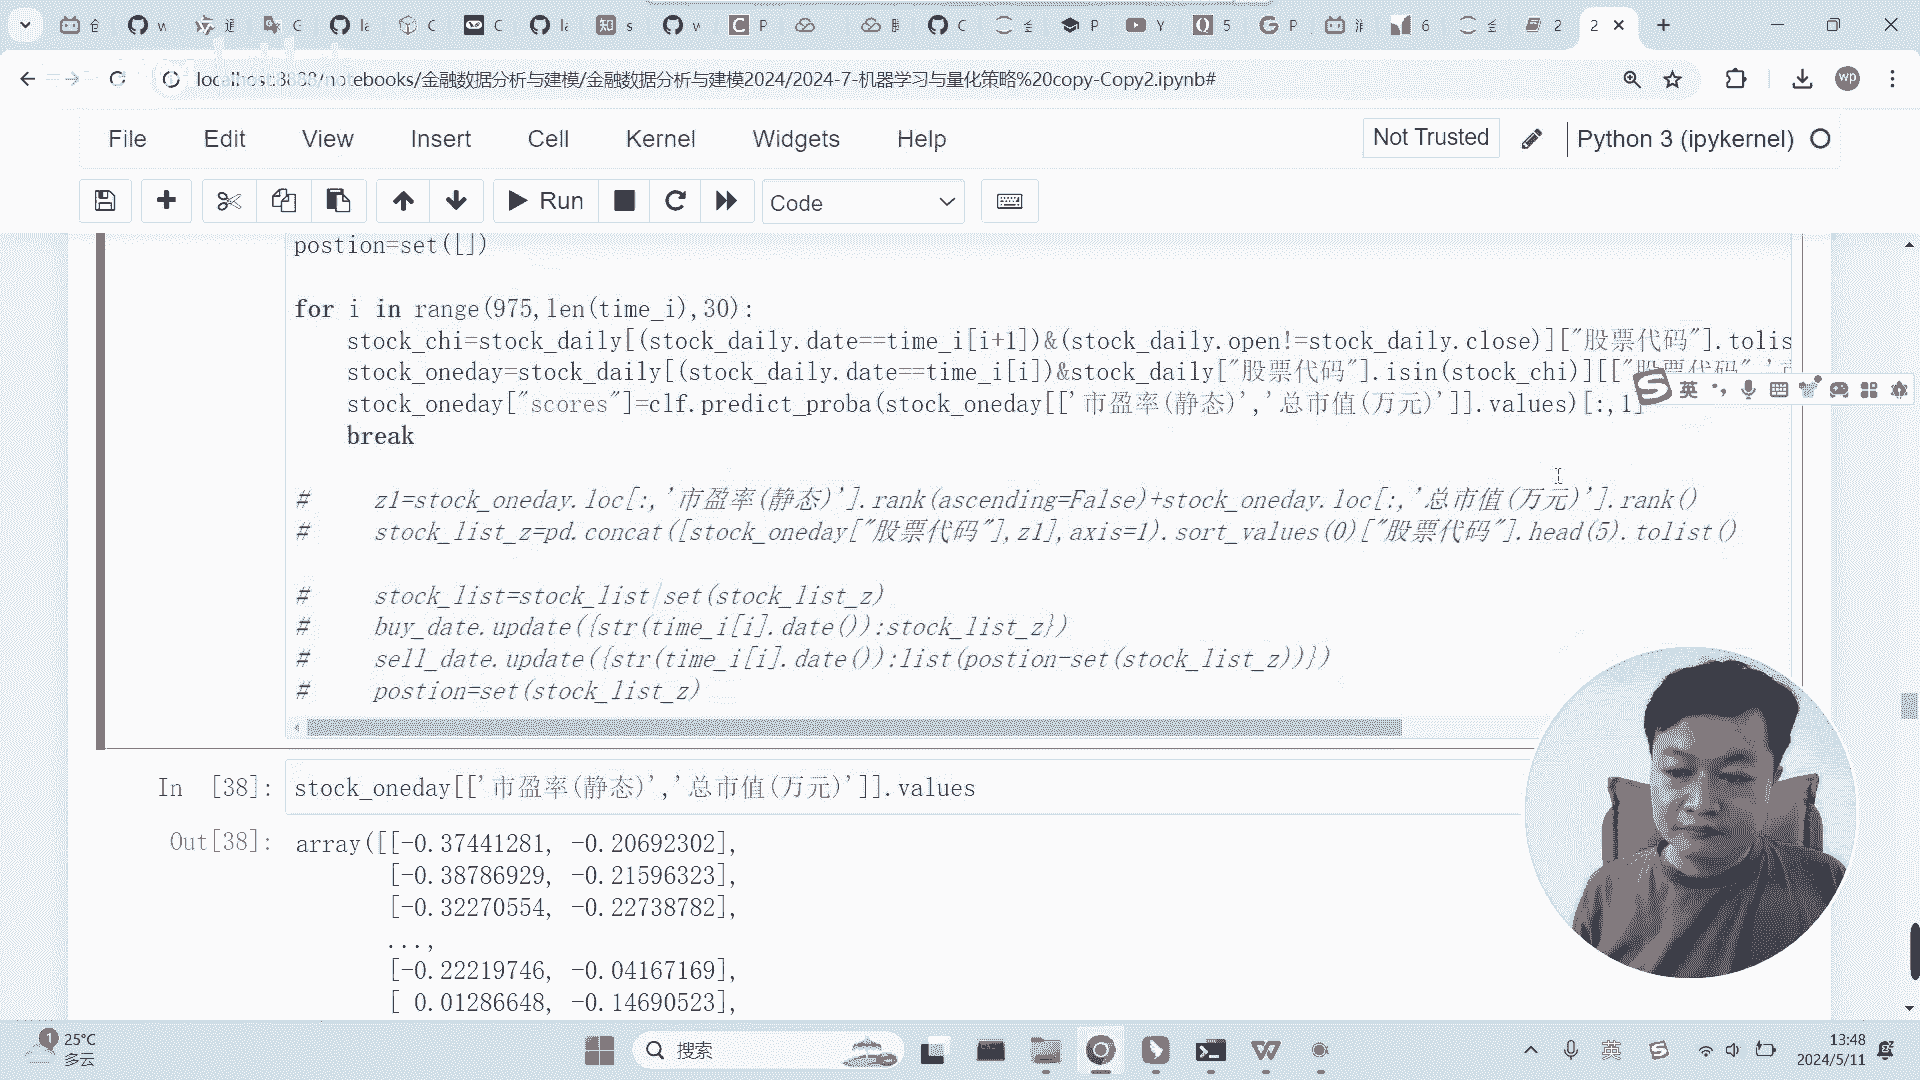 localhost:8888/notebooks/金融数据分析与建模/金融数据分析与建模2024/2024-7-机器学习与量化策略%20copy-Copy2.ipynb#
File Edit View Insert Cell Kernel Widgets Help
Not Trusted
Python 3 (ipykernel)
Run
Code
postion=set([])
for i in range(975,len(time_i),30):
stock_chi=stock_daily[(stock_daily.date==time_i[i+1])&(stock_daily.open!=stock_daily.close)]["股票代码"].tolis
stock_oneday=stock_daily[(stock_daily.date==time_i[i])&stock_daily["股票代码"].isin(stock_chi)][["股票代码"
stock_oneday["scores"]=clf.predict_proba(stock_oneday[['市盈率(静态)','总市值(万元)']].values)[:,1]
break
# z1=stock_oneday.loc[:,'市盈率(静态)'].rank(ascending=False)+stock_oneday.loc[:,'总市值(万元)'].rank()
# stock_list_z=pd.concat([stock_oneday["股票代码"],z1],axis=1).sort_values(0)["股票代码"].head(5).tolist()
# stock_list=stock_list|set(stock_list_z)
# buy_date.update({str(time_i[i].date()):stock_list_z})
# sell_date.update({str(time_i[i].date()):list(postion-set(stock_list_z))})
# postion=set(stock_list_z)
In [38]: stock_oneday[['市盈率(静态)','总市值(万元)']].values
Out[38]: array([[-0.37441281, -0.20692302],
[-0.38786929, -0.21596323],
[-0.32270554, -0.22738782],
...,
[-0.22219746, -0.04167169],
[ 0.01286648, -0.14690523],
英
25°C
多云
搜索
英
13:48
2024/5/11